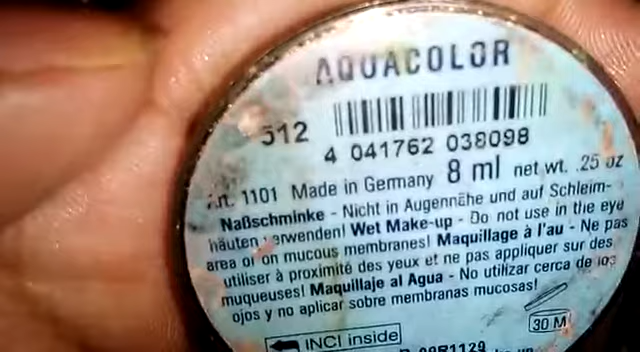 AQUACOLOR
512
4 041762 038098
Art. 1101 Made in Germany 8 ml net wt. .25 oz
Naßschminke - Nicht in Augennähe und auf Schleim-
häuten verwenden! Wet Make-up - Do not use in the eye
area or on mucous membranes! Maquillage à l'au - Ne pas
utiliser à proximité des yeux et ne pas appliquer sur des
muqueuses! Maquillaje al Agua - No utilizar cerca de los
ojos y no aplicar sobre membranas mucosas!
30 M
INCI inside